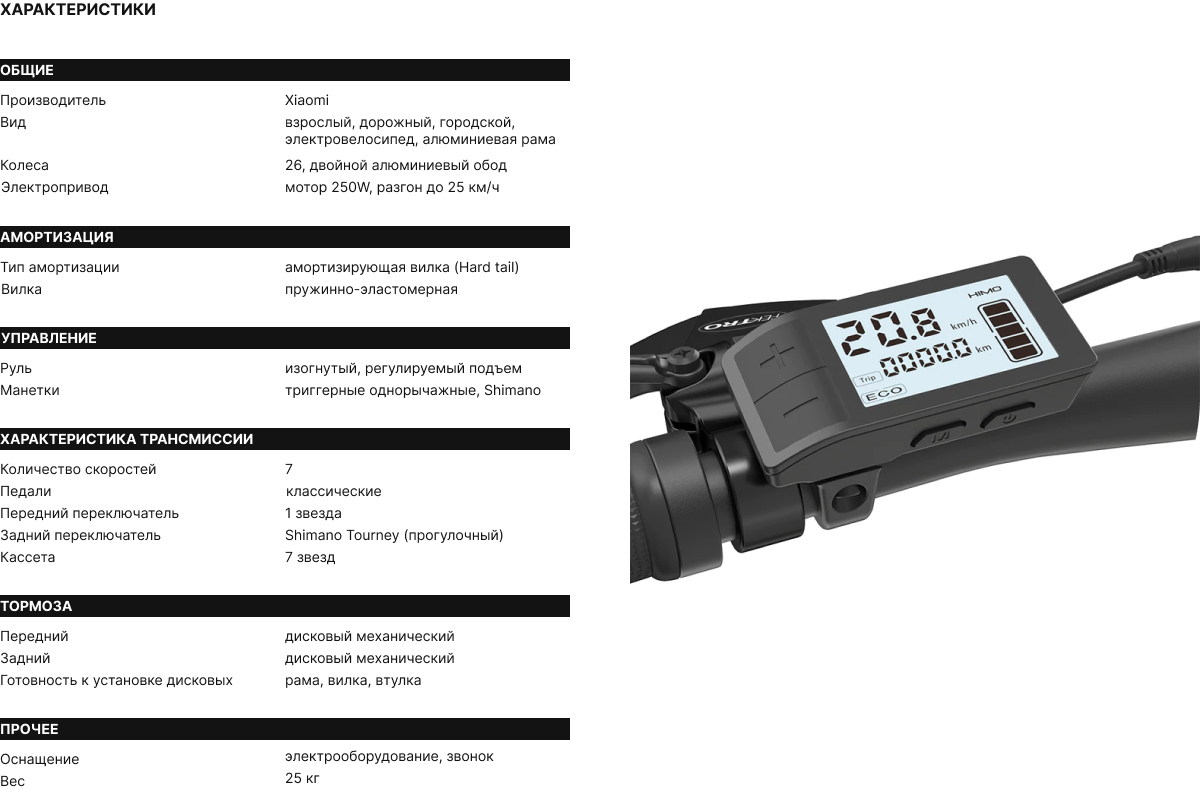 ХАРАКТЕРИСТИКИ
ОБЩИЕ
Производитель Xiaomi
Вид взрослый, дорожный, городской,
электровелосипед, алюминиевая рама
Колеса 26, двойной алюминиевый обод
Электропривод мотор 250W, разгон до 25 км/ч
АМОРТИЗАЦИЯ
Тип амортизации амортизирующая вилка (Hard tail)
Вилка пружинно-эластомерная
УПРАВЛЕНИЕ
Руль изогнутый, регулируемый подъем
Манетки триггерные однорычажные, Shimano
ХАРАКТЕРИСТИКА ТРАНСМИССИИ
Количество скоростей 7
Педали классические
Передний переключатель 1 звезда
Задний переключатель Shimano Tourney (прогулочный)
Кассета 7 звезд
ТОРМОЗА
Передний дисковый механический
Задний дисковый механический
Готовность к установке дисковых рама, вилка, втулка
ПРОЧЕЕ
Оснащение электрооборудование, звонок
Вес 25 кг
TEKTRO
HIMO
20.8 km/h
0000.0 km
Trip
ECO
M